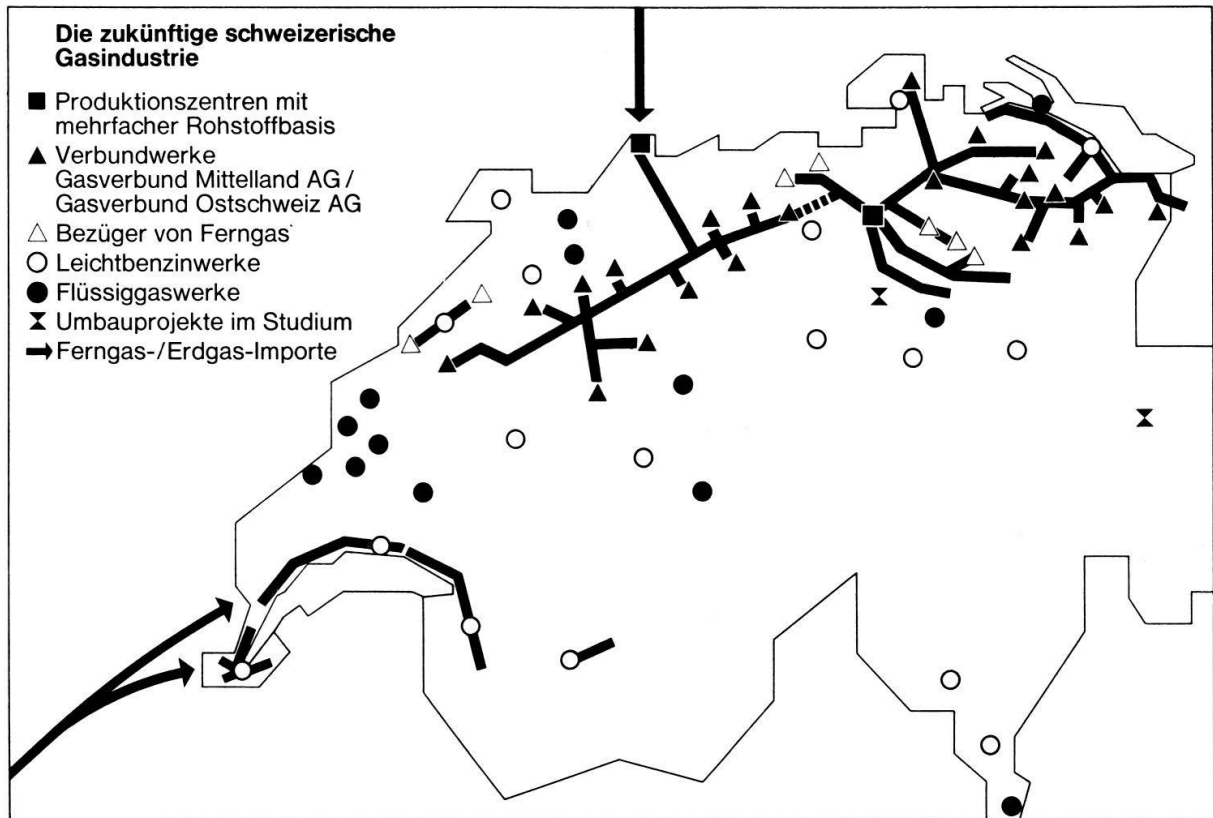 Die zukünftige schweizerische
Gasindustrie
Produktionszentren mit
mehrfacher Rohstoffbasis
Verbundwerke
Gasverbund Mittelland AG /
Gasverbund Ostschweiz AG
Bezüger von Ferngas
Leichtbenzinwerke
Flüssiggaswerke
Umbauprojekte im Studium
Ferngas-/Erdgas-Importe